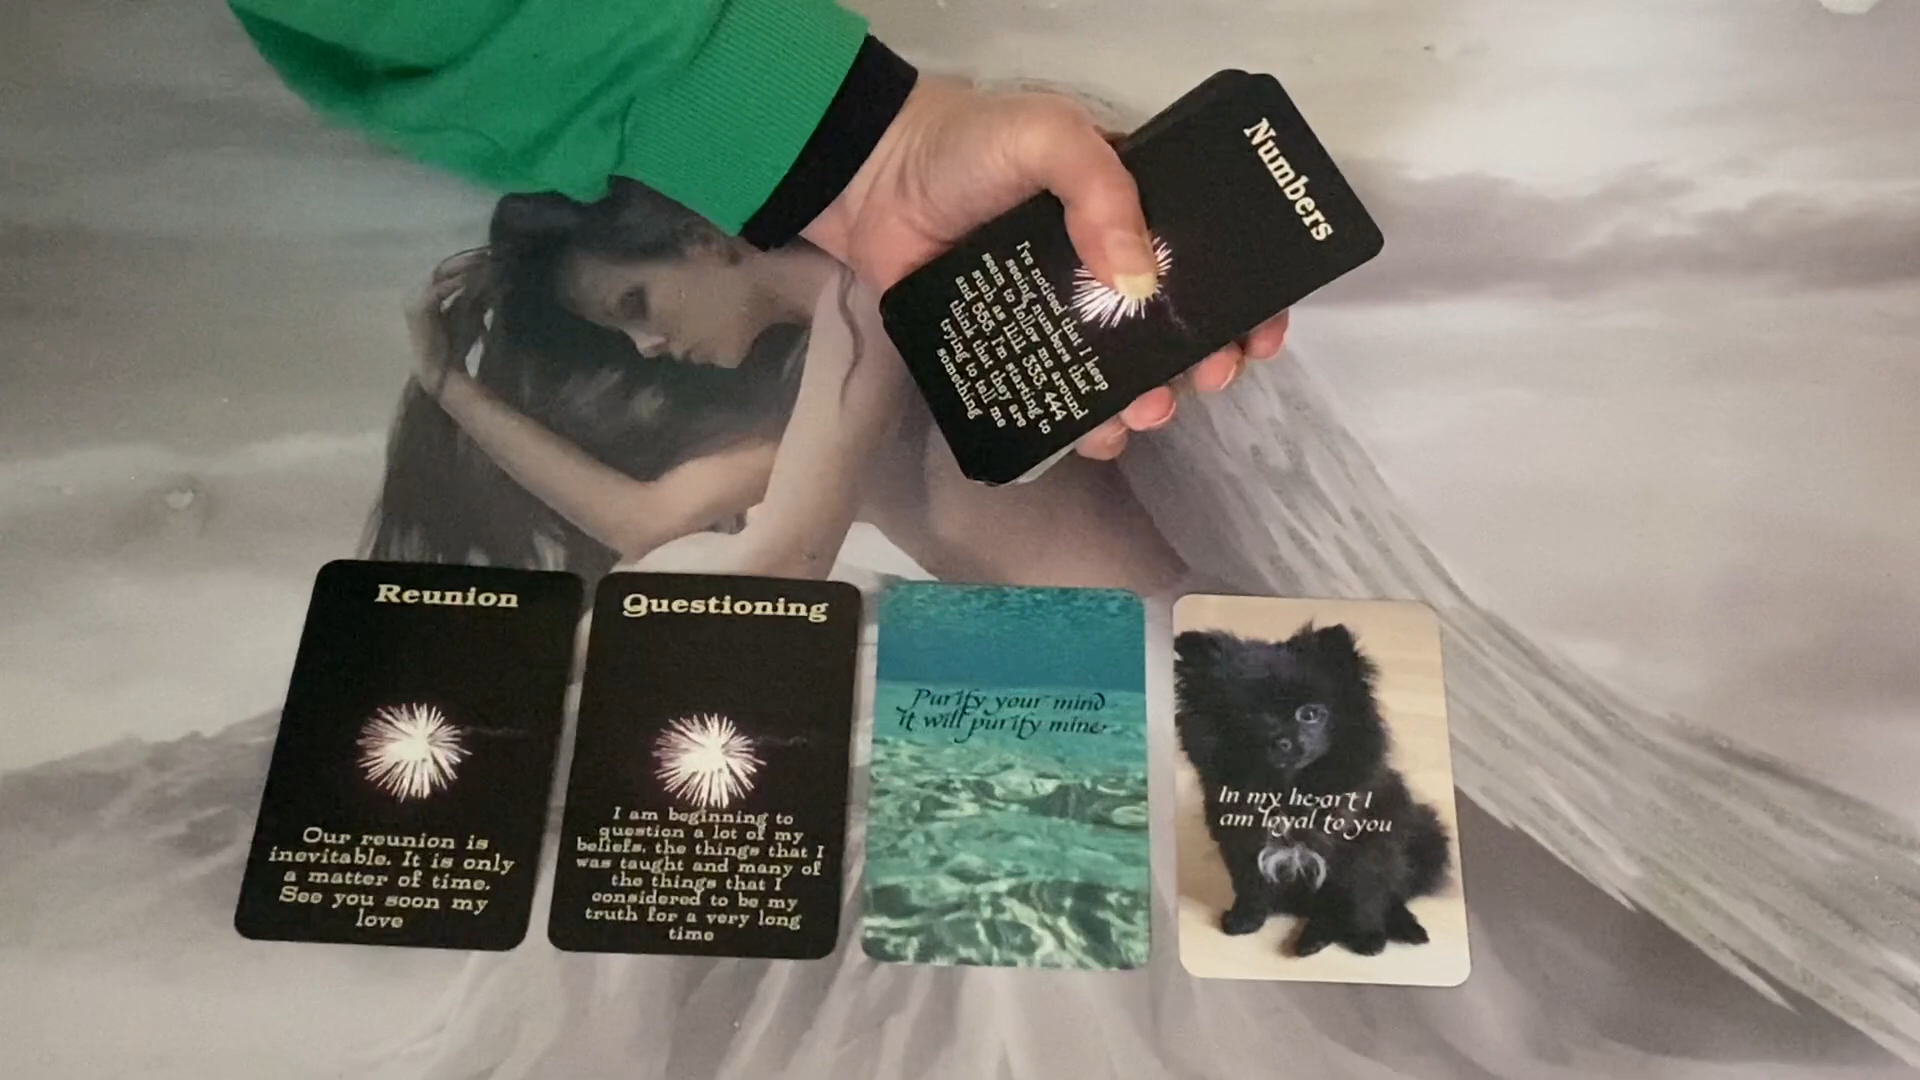 Numbers
I've noticed that I keep
seeing numbers that
seem to follow me around
such as 1111, 333, 444
and 555. I'm starting to
think that they are
trying to tell me
something
Reunion
Our reunion is
inevitable. It is only
a matter of time.
See you soon my
love
Questioning
I am beginning to
question a lot of my
beliefs, the things that I
was taught and many of
the things that I
considered to be my
truth for a very long
time
Purify your mind
it will purify mine
In my heart I
am loyal to you